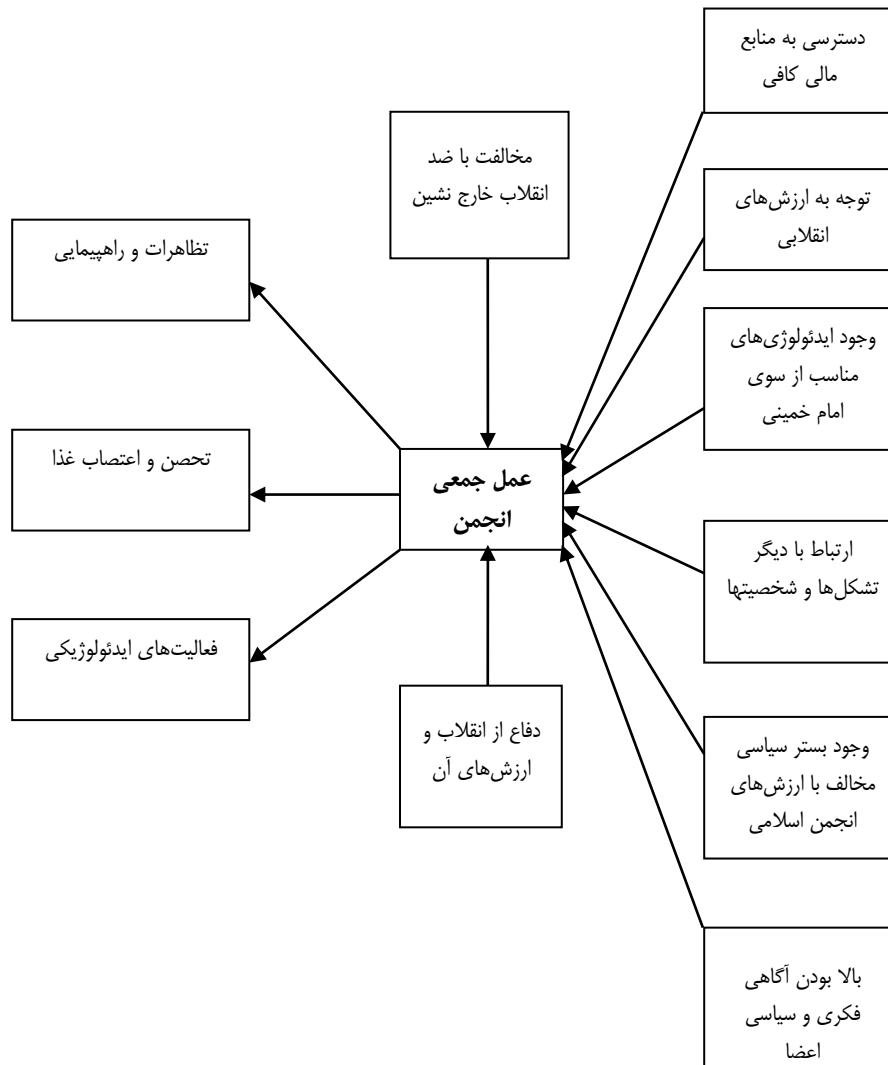 دسترسی به منابع
مالی کافی
توجه به ارزش‌های
انقلابی
وجود ایدئولوژی‌های
مناسب از سوی
امام خمینی
ارتباط با دیگر
تشکل‌ها و شخصیتها
وجود بستر سیاسی
مخالف با ارزش‌های
انجمن اسلامی
بالا بودن آگاهی
فکری و سیاسی
اعضا
مخالفت با ضد
انقلاب خارج نشین
عمل جمعی
انجمن
دفاع از انقلاب و
ارزش‌های آن
تظاهرات و راهپیمایی
تحصن و اعتصاب غذا
فعالیت‌های ایدئولوژیکی